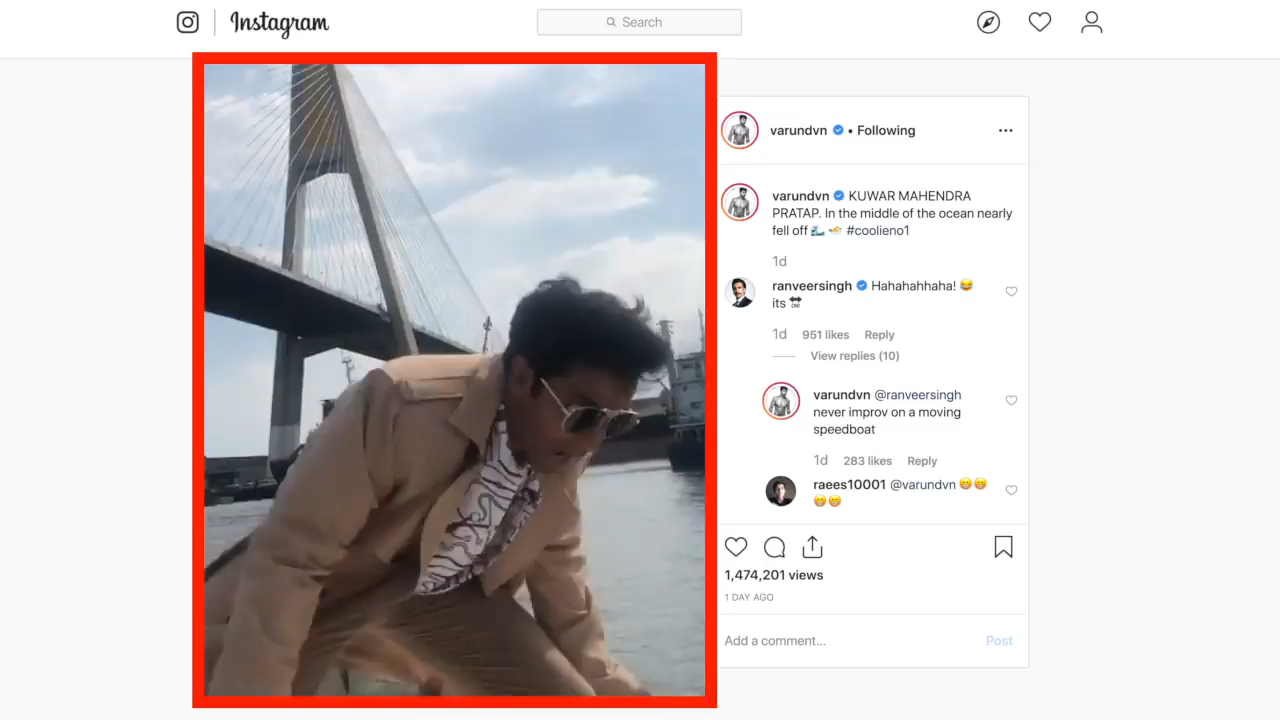 Instagram
Search
varundvn • Following
varundvn KUWAR MAHENDRA
PRATAP. In the middle of the ocean nearly
fell off 🌊 🐠 #coolieno1
1d
ranveersingh Hahahahhaha! 😂
its 🔛
1d 951 likes Reply
View replies (10)
varundvn @ranveersingh
never improv on a moving
speedboat
1d 283 likes Reply
raees10001 @varundvn 😁😁
😁😁
1,474,201 views
1 DAY AGO
Add a comment... Post